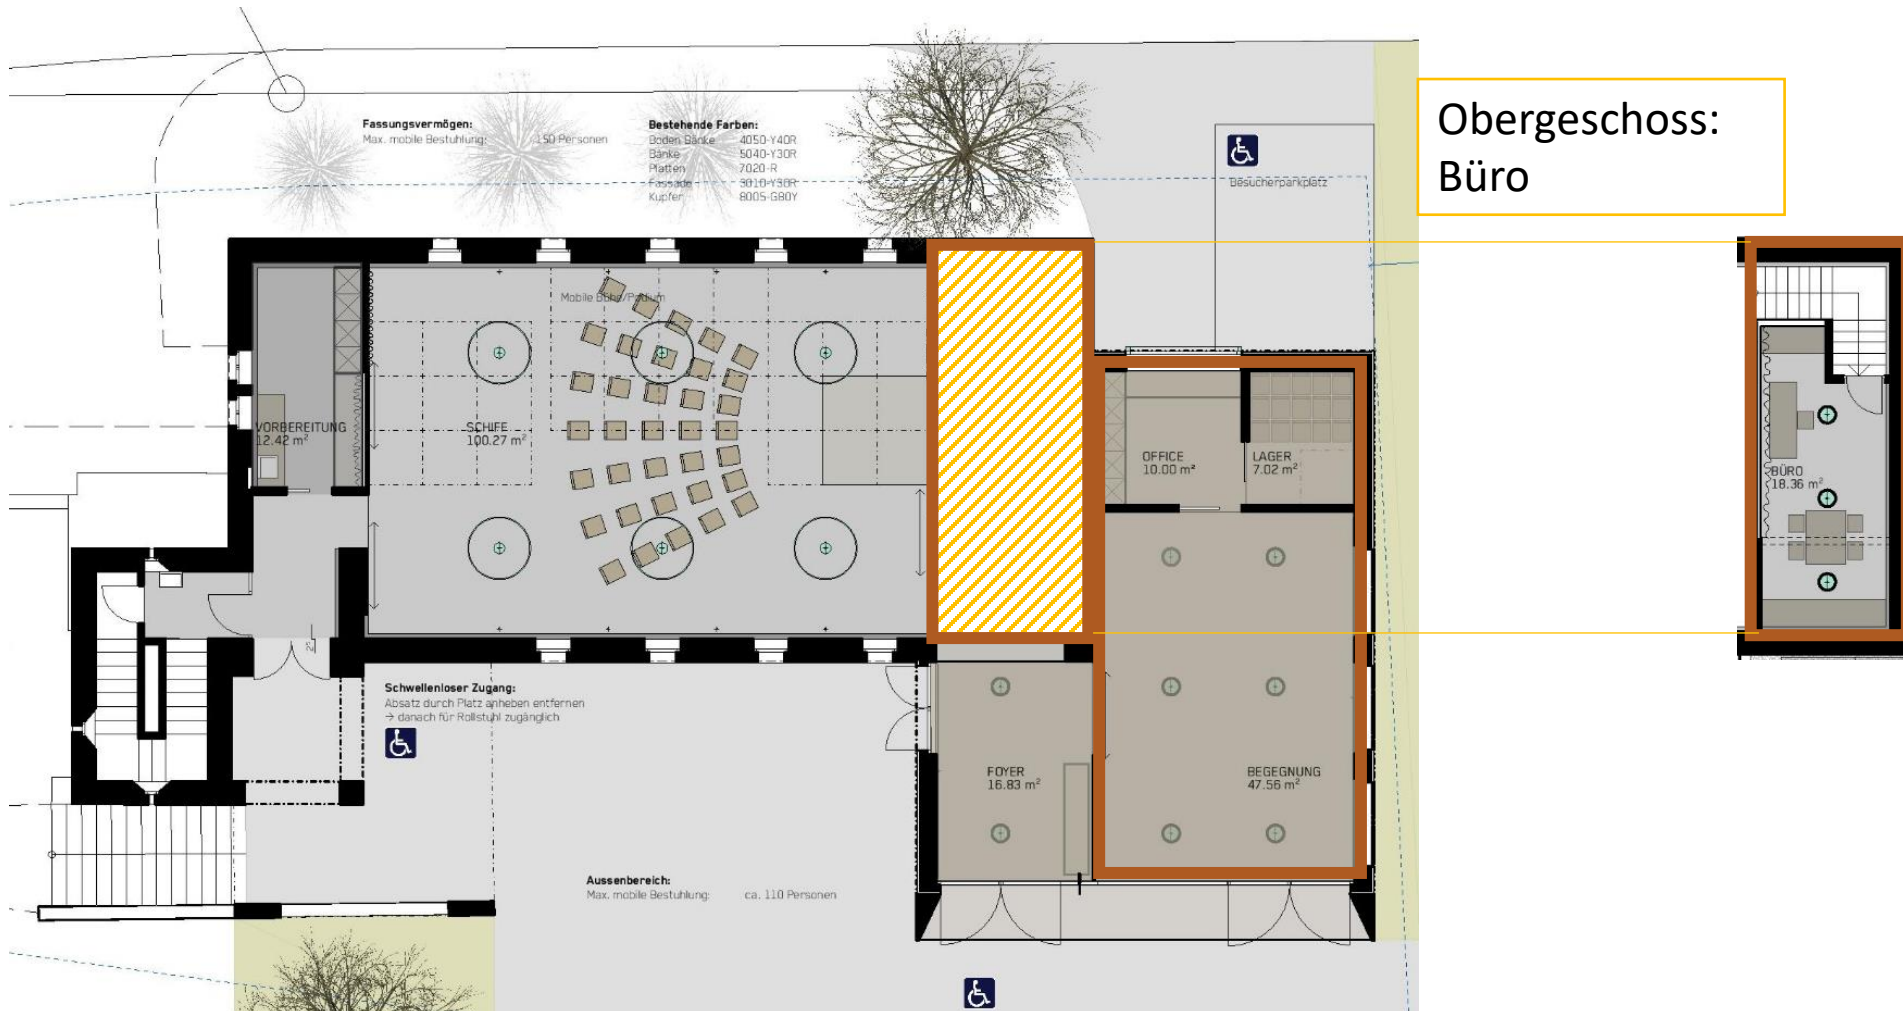 Fassungsvermögen:
Max. mobile Bestuhlung: 150 Personen
Bestehende Farben:
Boden Bänke 4050-Y40R
Bänke 5040-Y30R
Platten 7020-R
Fassade 3010-Y30R
Kupfer 8005-G80Y
Besucherparkplatz
Obergeschoss:
Büro
Mobile Bühne/Podium
VORBEREITUNG
12.42 m²
SCHIFF
100.27 m²
OFFICE
10.00 m²
LAGER
7.02 m²
BÜRO
18.36 m²
25
Schwellenloser Zugang:
Absatz durch Platz anheben entfernen
→ danach für Rollstuhl zugänglich
FOYER
16.83 m²
BEGEGNUNG
47.56 m²
Aussenbereich:
Max. mobile Bestuhlung: ca. 110 Personen